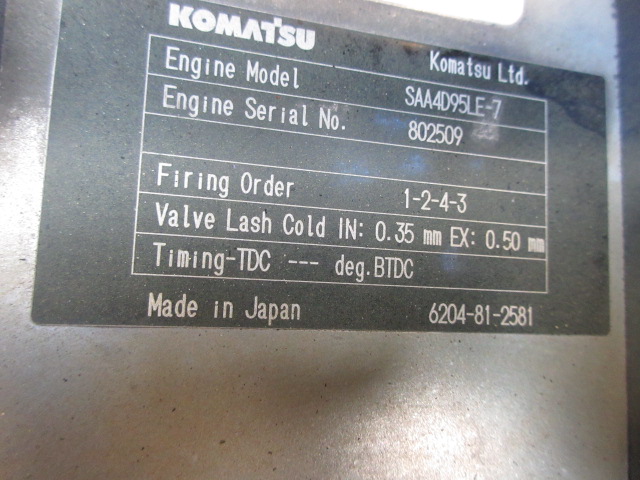 KOMATSU
Komatsu Ltd.
Engine Model SAA4D95LE-7
Engine Serial No. 802509
Firing Order 1-2-4-3
Valve Lash Cold IN: 0.35 mm EX: 0.50 mm
Timing-TDC --- deg.BTDC
Made in Japan 6204-81-2581